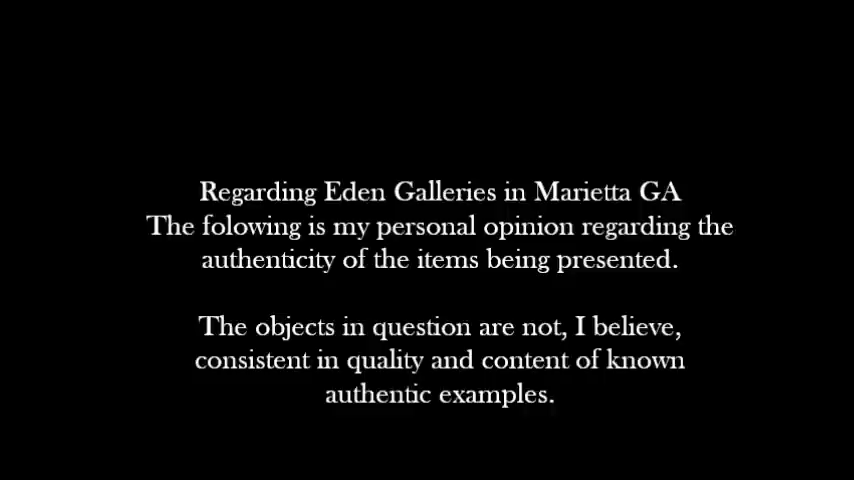 Regarding Eden Galleries in Marietta GA
The folowing is my personal opinion regarding the
authenticity of the items being presented.
The objects in question are not, I believe,
consistent in quality and content of known
authentic examples.